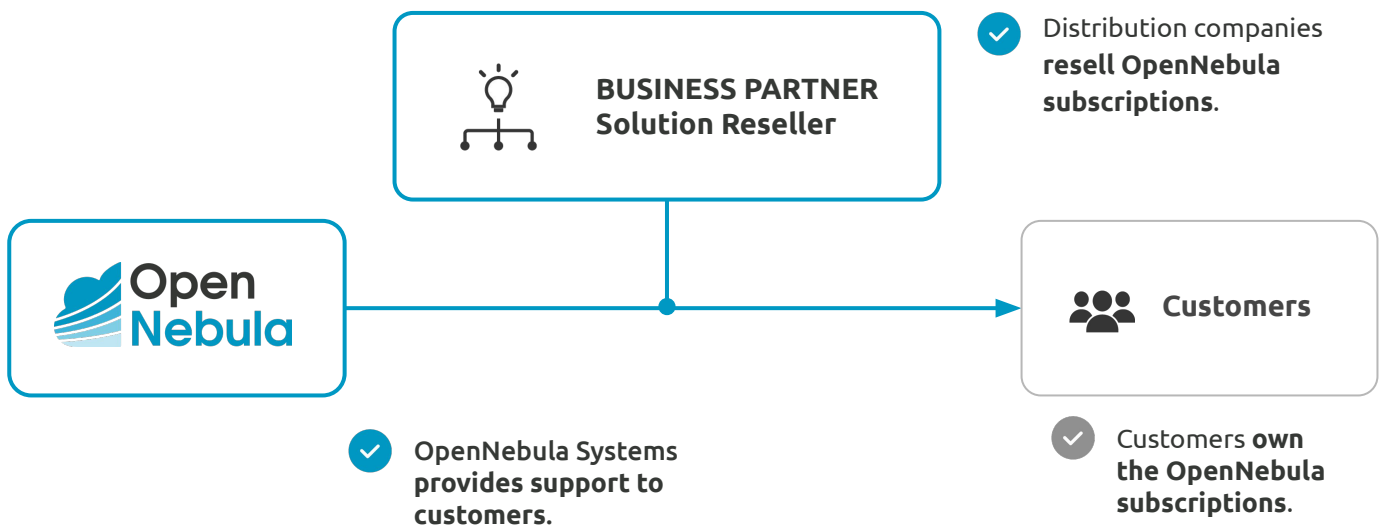 BUSINESS PARTNER
Solution Reseller
Distribution companies
resell OpenNebula
subscriptions.
Open
Nebula
Customers
OpenNebula Systems
provides support to
customers.
Customers own
the OpenNebula
subscriptions.